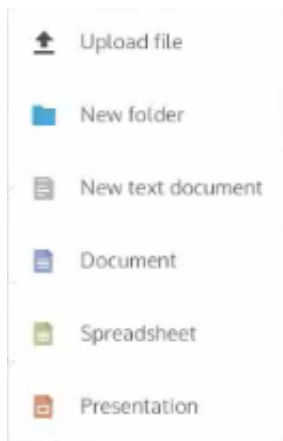 Upload file
New folder
New text document
Document
Spreadsheet
Presentation